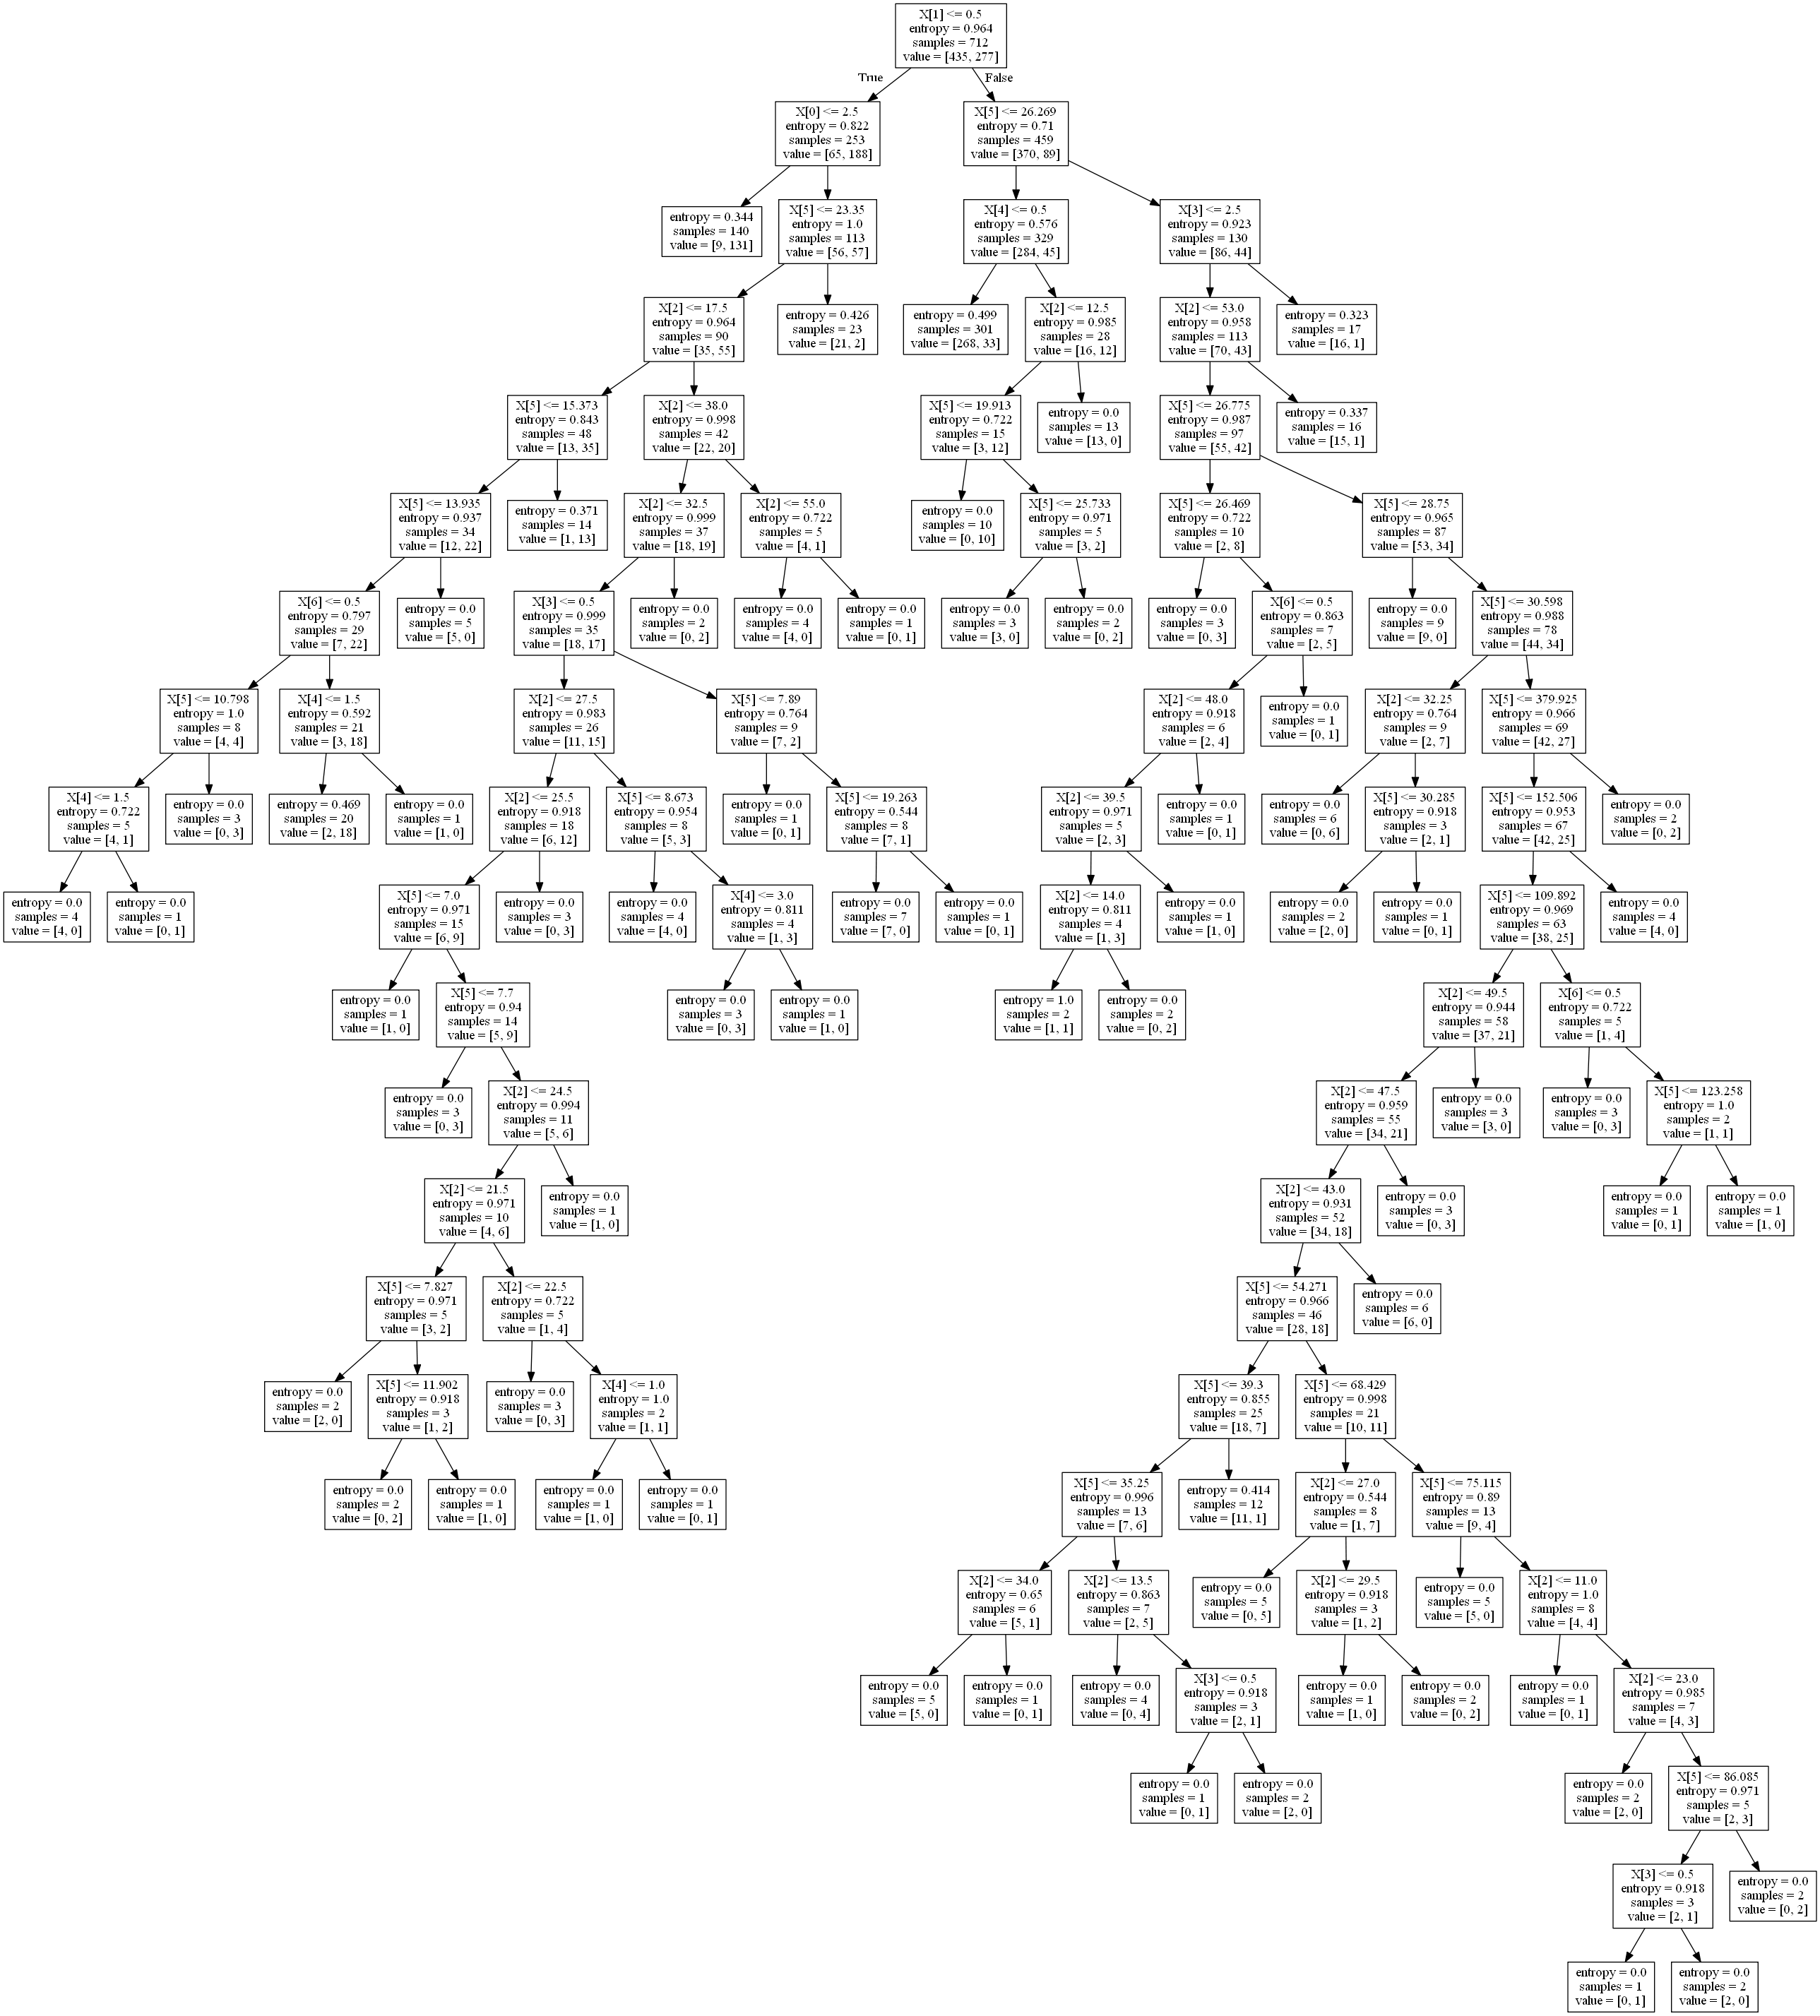 X[1] <= 0.5
entropy = 0.964
samples = 712
value = [435, 277]
True
False
X[0] <= 2.5
entropy = 0.822
samples = 253
value = [65, 188]
X[5] <= 26.269
entropy = 0.71
samples = 459
value = [370, 89]
entropy = 0.344
samples = 140
value = [9, 131]
X[5] <= 23.35
entropy = 1.0
samples = 113
value = [56, 57]
X[4] <= 0.5
entropy = 0.576
samples = 329
value = [284, 45]
X[3] <= 2.5
entropy = 0.923
samples = 130
value = [86, 44]
X[2] <= 17.5
entropy = 0.964
samples = 90
value = [35, 55]
entropy = 0.426
samples = 23
value = [21, 2]
entropy = 0.499
samples = 301
value = [268, 33]
X[2] <= 12.5
entropy = 0.985
samples = 28
value = [16, 12]
X[2] <= 53.0
entropy = 0.958
samples = 113
value = [70, 43]
entropy = 0.323
samples = 17
value = [16, 1]
X[5] <= 15.373
entropy = 0.843
samples = 48
value = [13, 35]
X[2] <= 38.0
entropy = 0.998
samples = 42
value = [22, 20]
X[5] <= 19.913
entropy = 0.722
samples = 15
value = [3, 12]
entropy = 0.0
samples = 13
value = [13, 0]
X[5] <= 26.775
entropy = 0.987
samples = 97
value = [55, 42]
entropy = 0.337
samples = 16
value = [15, 1]
X[5] <= 13.935
entropy = 0.937
samples = 34
value = [12, 22]
entropy = 0.371
samples = 14
value = [1, 13]
X[2] <= 32.5
entropy = 0.999
samples = 37
value = [18, 19]
X[2] <= 55.0
entropy = 0.722
samples = 5
value = [4, 1]
entropy = 0.0
samples = 10
value = [0, 10]
X[5] <= 25.733
entropy = 0.971
samples = 5
value = [3, 2]
X[5] <= 26.469
entropy = 0.722
samples = 10
value = [2, 8]
X[5] <= 28.75
entropy = 0.965
samples = 87
value = [53, 34]
X[6] <= 0.5
entropy = 0.797
samples = 29
value = [7, 22]
entropy = 0.0
samples = 5
value = [5, 0]
X[3] <= 0.5
entropy = 0.999
samples = 35
value = [18, 17]
entropy = 0.0
samples = 2
value = [0, 2]
entropy = 0.0
samples = 4
value = [4, 0]
entropy = 0.0
samples = 1
value = [0, 1]
entropy = 0.0
samples = 3
value = [3, 0]
entropy = 0.0
samples = 2
value = [0, 2]
entropy = 0.0
samples = 3
value = [0, 3]
X[6] <= 0.5
entropy = 0.863
samples = 7
value = [2, 5]
entropy = 0.0
samples = 9
value = [9, 0]
X[5] <= 30.598
entropy = 0.988
samples = 78
value = [44, 34]
X[5] <= 10.798
entropy = 1.0
samples = 8
value = [4, 4]
X[4] <= 1.5
entropy = 0.592
samples = 21
value = [3, 18]
X[2] <= 27.5
entropy = 0.983
samples = 26
value = [11, 15]
X[5] <= 7.89
entropy = 0.764
samples = 9
value = [7, 2]
X[2] <= 48.0
entropy = 0.918
samples = 6
value = [2, 4]
entropy = 0.0
samples = 1
value = [0, 1]
X[2] <= 32.25
entropy = 0.764
samples = 9
value = [2, 7]
X[5] <= 379.925
entropy = 0.966
samples = 69
value = [42, 27]
X[4] <= 1.5
entropy = 0.722
samples = 5
value = [4, 1]
entropy = 0.0
samples = 3
value = [0, 3]
entropy = 0.469
samples = 20
value = [2, 18]
entropy = 0.0
samples = 1
value = [1, 0]
X[2] <= 25.5
entropy = 0.918
samples = 18
value = [6, 12]
X[5] <= 8.673
entropy = 0.954
samples = 8
value = [5, 3]
entropy = 0.0
samples = 1
value = [0, 1]
X[5] <= 19.263
entropy = 0.544
samples = 8
value = [7, 1]
X[2] <= 39.5
entropy = 0.971
samples = 5
value = [2, 3]
entropy = 0.0
samples = 1
value = [0, 1]
entropy = 0.0
samples = 6
value = [0, 6]
X[5] <= 30.285
entropy = 0.918
samples = 3
value = [2, 1]
X[5] <= 152.506
entropy = 0.953
samples = 67
value = [42, 25]
entropy = 0.0
samples = 2
value = [0, 2]
entropy = 0.0
samples = 4
value = [4, 0]
entropy = 0.0
samples = 1
value = [0, 1]
X[5] <= 7.0
entropy = 0.971
samples = 15
value = [6, 9]
entropy = 0.0
samples = 3
value = [0, 3]
entropy = 0.0
samples = 4
value = [4, 0]
X[4] <= 3.0
entropy = 0.811
samples = 4
value = [1, 3]
entropy = 0.0
samples = 7
value = [7, 0]
entropy = 0.0
samples = 1
value = [0, 1]
X[2] <= 14.0
entropy = 0.811
samples = 4
value = [1, 3]
entropy = 0.0
samples = 1
value = [1, 0]
entropy = 0.0
samples = 2
value = [2, 0]
entropy = 0.0
samples = 1
value = [0, 1]
X[5] <= 109.892
entropy = 0.969
samples = 63
value = [38, 25]
entropy = 0.0
samples = 4
value = [4, 0]
entropy = 0.0
samples = 1
value = [1, 0]
X[5] <= 7.7
entropy = 0.94
samples = 14
value = [5, 9]
entropy = 0.0
samples = 3
value = [0, 3]
entropy = 0.0
samples = 1
value = [1, 0]
entropy = 1.0
samples = 2
value = [1, 1]
entropy = 0.0
samples = 2
value = [0, 2]
X[2] <= 49.5
entropy = 0.944
samples = 58
value = [37, 21]
X[6] <= 0.5
entropy = 0.722
samples = 5
value = [1, 4]
entropy = 0.0
samples = 3
value = [0, 3]
X[2] <= 24.5
entropy = 0.994
samples = 11
value = [5, 6]
X[2] <= 47.5
entropy = 0.959
samples = 55
value = [34, 21]
entropy = 0.0
samples = 3
value = [3, 0]
entropy = 0.0
samples = 3
value = [0, 3]
X[5] <= 123.258
entropy = 1.0
samples = 2
value = [1, 1]
X[2] <= 21.5
entropy = 0.971
samples = 10
value = [4, 6]
entropy = 0.0
samples = 1
value = [1, 0]
X[2] <= 43.0
entropy = 0.931
samples = 52
value = [34, 18]
entropy = 0.0
samples = 3
value = [0, 3]
entropy = 0.0
samples = 1
value = [0, 1]
entropy = 0.0
samples = 1
value = [1, 0]
X[5] <= 7.827
entropy = 0.971
samples = 5
value = [3, 2]
X[2] <= 22.5
entropy = 0.722
samples = 5
value = [1, 4]
X[5] <= 54.271
entropy = 0.966
samples = 46
value = [28, 18]
entropy = 0.0
samples = 6
value = [6, 0]
entropy = 0.0
samples = 2
value = [2, 0]
X[5] <= 11.902
entropy = 0.918
samples = 3
value = [1, 2]
entropy = 0.0
samples = 3
value = [0, 3]
X[4] <= 1.0
entropy = 1.0
samples = 2
value = [1, 1]
X[5] <= 39.3
entropy = 0.855
samples = 25
value = [18, 7]
X[5] <= 68.429
entropy = 0.998
samples = 21
value = [10, 11]
entropy = 0.0
samples = 2
value = [0, 2]
entropy = 0.0
samples = 1
value = [1, 0]
entropy = 0.0
samples = 1
value = [1, 0]
entropy = 0.0
samples = 1
value = [0, 1]
X[5] <= 35.25
entropy = 0.996
samples = 13
value = [7, 6]
entropy = 0.414
samples = 12
value = [11, 1]
X[2] <= 27.0
entropy = 0.544
samples = 8
value = [1, 7]
X[5] <= 75.115
entropy = 0.89
samples = 13
value = [9, 4]
X[2] <= 34.0
entropy = 0.65
samples = 6
value = [5, 1]
X[2] <= 13.5
entropy = 0.863
samples = 7
value = [2, 5]
entropy = 0.0
samples = 5
value = [0, 5]
X[2] <= 29.5
entropy = 0.918
samples = 3
value = [1, 2]
entropy = 0.0
samples = 5
value = [5, 0]
X[2] <= 11.0
entropy = 1.0
samples = 8
value = [4, 4]
entropy = 0.0
samples = 5
value = [5, 0]
entropy = 0.0
samples = 1
value = [0, 1]
entropy = 0.0
samples = 4
value = [0, 4]
X[3] <= 0.5
entropy = 0.918
samples = 3
value = [2, 1]
entropy = 0.0
samples = 1
value = [1, 0]
entropy = 0.0
samples = 2
value = [0, 2]
entropy = 0.0
samples = 1
value = [0, 1]
X[2] <= 23.0
entropy = 0.985
samples = 7
value = [4, 3]
entropy = 0.0
samples = 1
value = [0, 1]
entropy = 0.0
samples = 2
value = [2, 0]
entropy = 0.0
samples = 2
value = [2, 0]
X[5] <= 86.085
entropy = 0.971
samples = 5
value = [2, 3]
X[3] <= 0.5
entropy = 0.918
samples = 3
value = [2, 1]
entropy = 0.0
samples = 2
value = [0, 2]
entropy = 0.0
samples = 1
value = [0, 1]
entropy = 0.0
samples = 2
value = [2, 0]